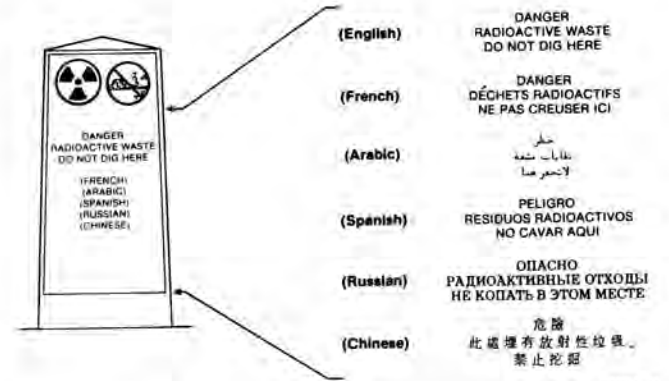 DANGER
RADIOACTIVE WASTE
DO NOT DIG HERE
(FRENCH)
(ARABIC)
(SPANISH)
(RUSSIAN)
(CHINESE)
(English)
DANGER
RADIOACTIVE WASTE
DO NOT DIG HERE
(French)
DANGER
DÉCHETS RADIOACTIFS
NE PAS CREUSER ICI
(Arabic)
خطر
نفايات مشعة
لاتحفر هنا
(Spanish)
PELIGRO
RESIDUOS RADIOACTIVOS
NO CAVAR AQUI
(Russian)
ОПАСНО
РАДИОАКТИВНЫЕ ОТХОДЫ
НЕ КОПАТЬ В ЭТОМ МЕСТЕ
(Chinese)
危險
此處埋有放射性垃圾。
禁止挖掘